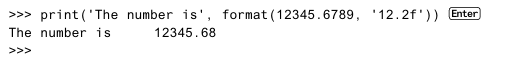 >>> print('The number is', format(12345.6789, '12.2f')) Enter
The number is     12345.68
>>>